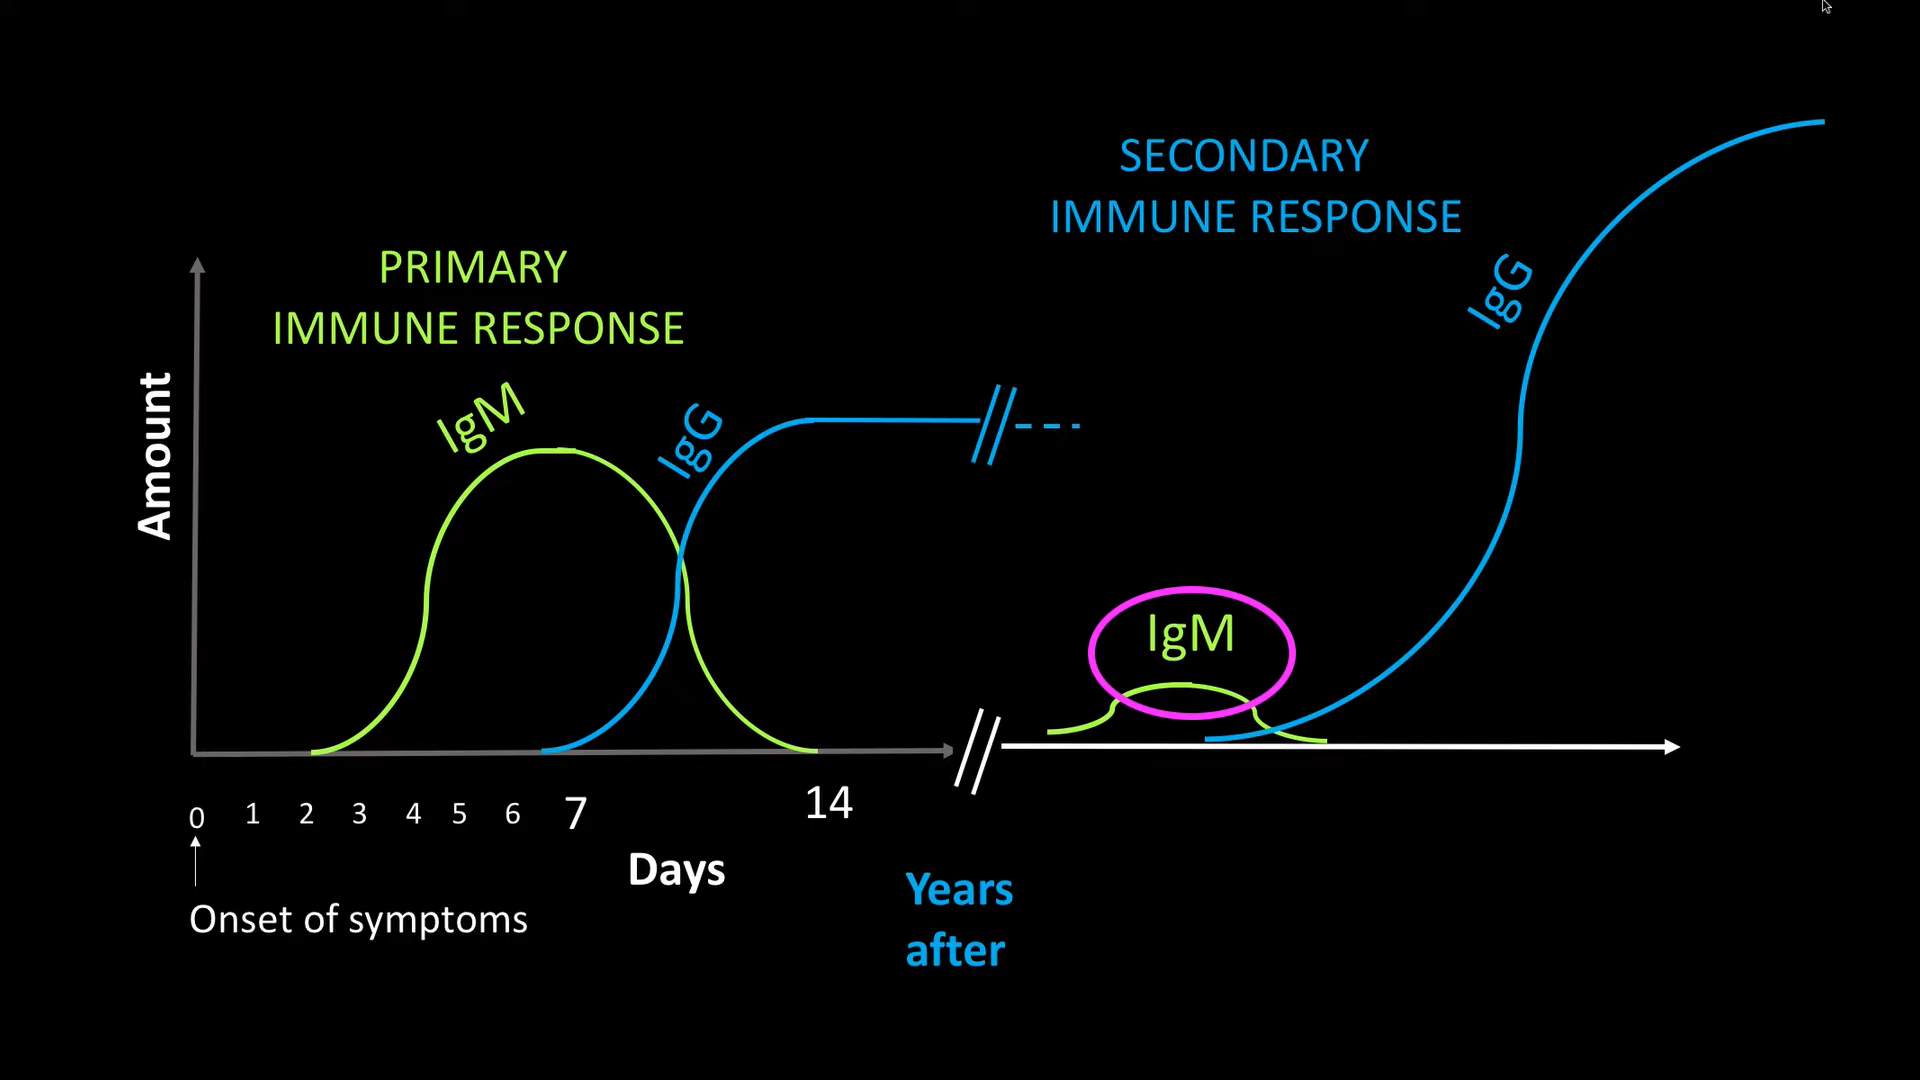 SECONDARY
IMMUNE RESPONSE
PRIMARY
IMMUNE RESPONSE
IgG
IgM
IgG
Amount
IgM
0 1 2 3 4 5 6 7 14
Days
Years
after
Onset of symptoms